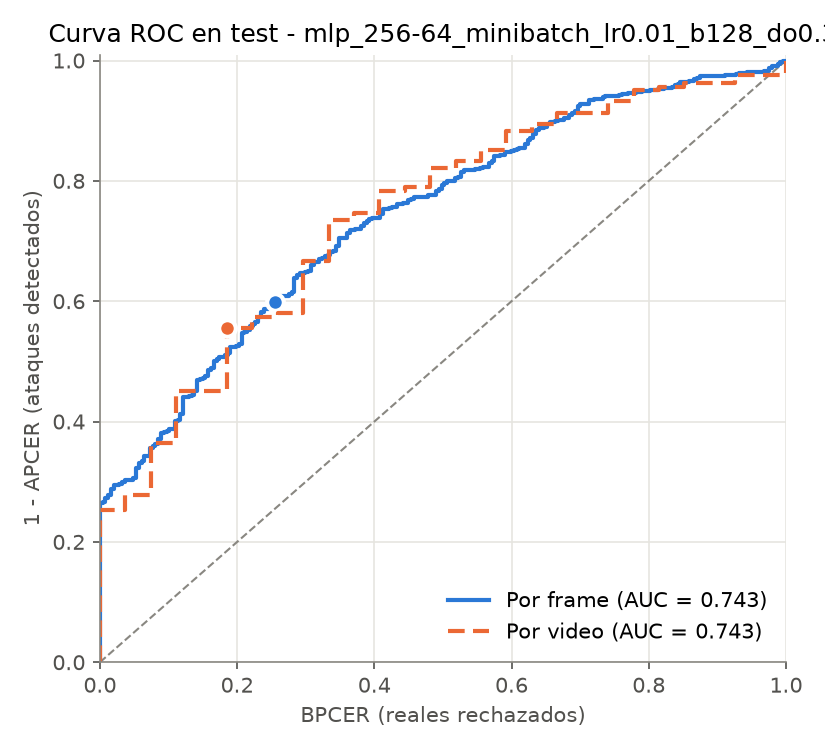 Curva ROC en test - mlp_256-64_minibatch_lr0.01_b128_do0.
1.0
0.8
0.6
0.4
0.2
0.0
1 - APCER (ataques detectados)
Por frame (AUC = 0.743)
Por video (AUC = 0.743)
0.0 0.2 0.4 0.6 0.8 1.0
BPCER (reales rechazados)